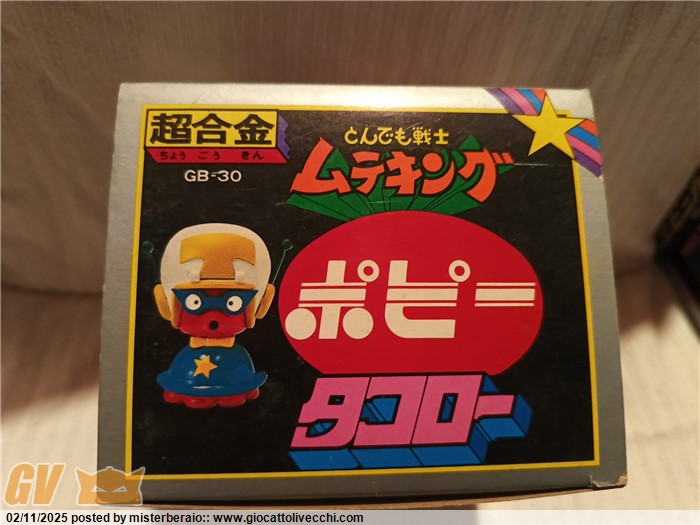 超合金
ちょう ごう きん
GB-30
とんでも戦士
ムテキング
ポピー
タコロー
T
GV
02/11/2025 posted by misterberaio:: www.giocattolivecchi.com